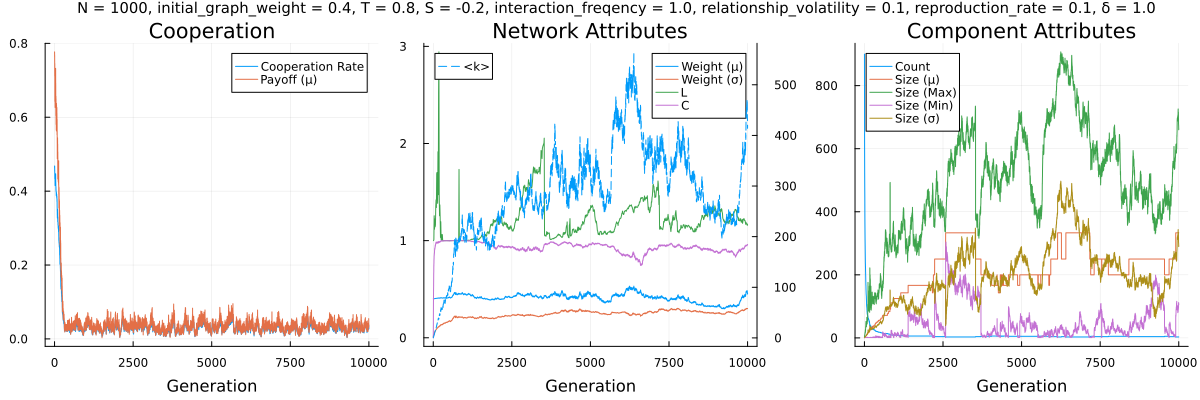 N = 1000, initial_graph_weight = 0.4, T = 0.8, S = -0.2, interaction_freqency = 1.0, relationship_volatility = 0.1, reproduction_rate = 0.1, δ = 1.0
Cooperation
0.8
0.6
0.4
0.2
0.0
Cooperation Rate
Payoff (μ)
0
2500
5000
7500
10000
Generation
Network Attributes
3
2
1
0
<k>
Weight (μ)
Weight (σ)
L
C
500
400
300
200
100
0
0
2500
5000
7500
10000
Generation
Component Attributes
800
600
400
200
0
Count
Size (μ)
Size (Max)
Size (Min)
Size (σ)
0
2500
5000
7500
10000
Generation